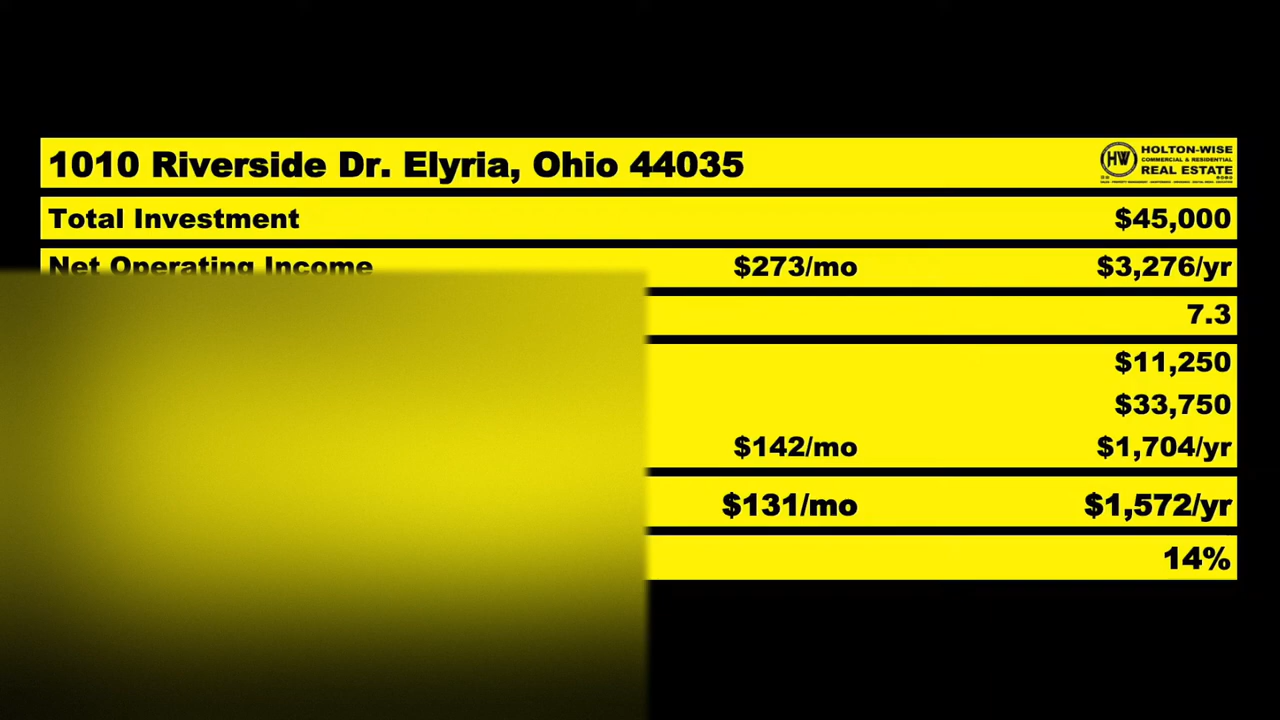 1010 Riverside Dr. Elyria, Ohio 44035
HW
HOLTON-WISE
COMMERCIAL & RESIDENTIAL
REAL ESTATE
Total Investment $45,000
Net Operating Income $273/mo $3,276/yr
7.3
$11,250
$33,750
$142/mo $1,704/yr
$131/mo $1,572/yr
14%